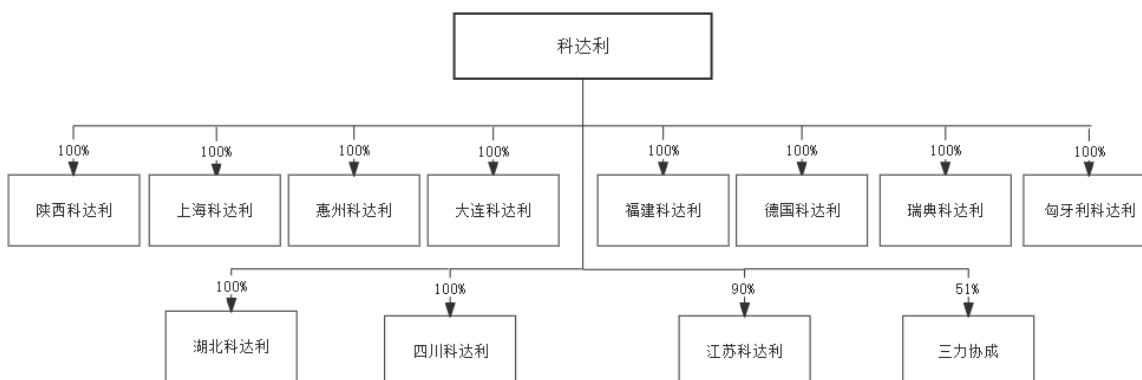 科达利
100% 100% 100% 100% 100% 100% 100% 100%
陕西科达利 上海科达利 惠州科达利 大连科达利 福建科达利 德国科达利 瑞典科达利 匈牙利科达利
100% 100% 90% 51%
湖北科达利 四川科达利 江苏科达利 三力协成